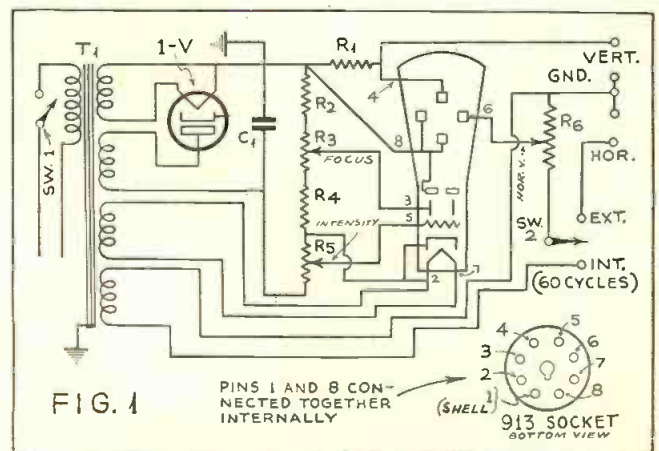 T1
1-V
R1
VERT.
GND.
4
6
8
R2
R3
FOCUS
C1
R6
HOR. V.
HOR.
SW. 1
R4
3
5
INTENSITY
R5
SW.
2
EXT.
2
7
INT.
(60 CYCLES)
FIG. 1
PINS 1 AND 8 CON-
NECTED TOGETHER
INTERNALLY
4 5
3 6
2 7
1 8
(SHELL)
913 SOCKET
BOTTOM VIEW